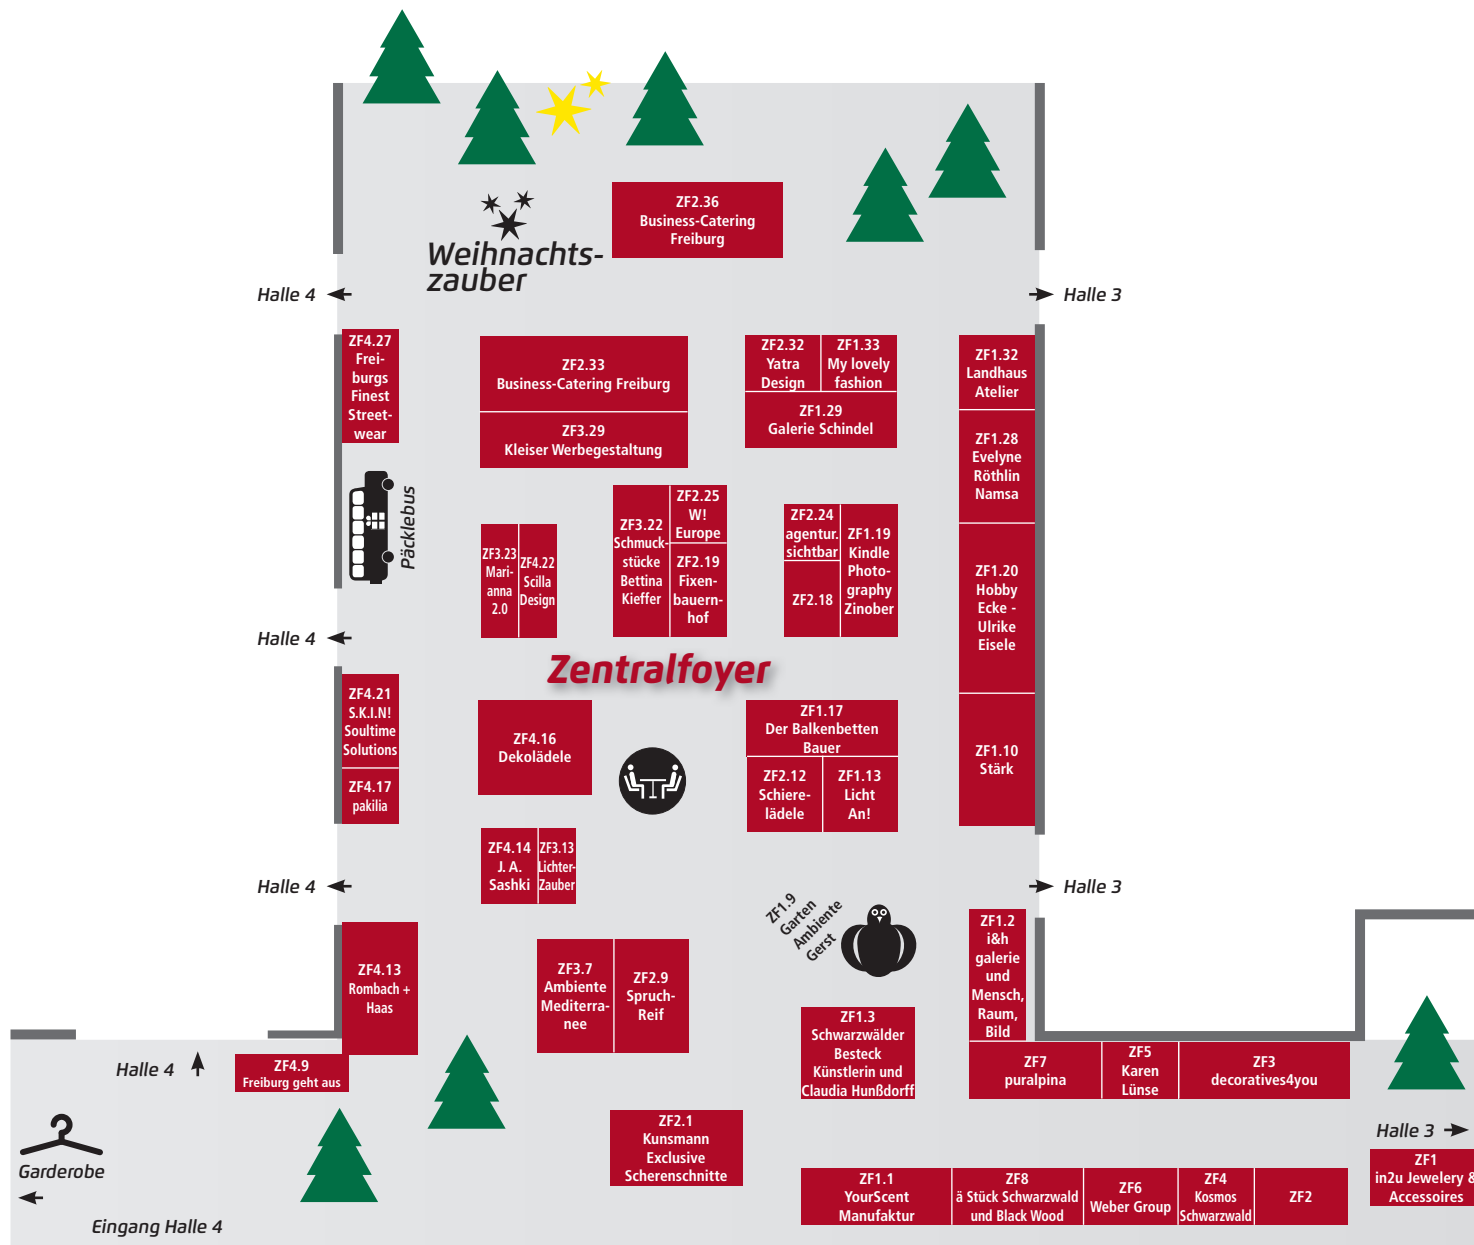 ZF2.36
Business-Catering
Freiburg
Weihnachts-
zauber
Halle 4
Halle 3
ZF4.27
Frei-
burgs
Finest
Street-
wear
ZF2.33
Business-Catering Freiburg
ZF3.29
Kleiser Werbegestaltung
ZF2.32
Yatra
Design
ZF1.33
My lovely
fashion
ZF1.29
Galerie Schindel
ZF1.32
Landhaus
Atelier
ZF1.28
Evelyne
Röthlin
Namsa
ZF1.20
Hobby
Ecke -
Ulrike
Eisele
ZF1.10
Stärk
Päcklebus
ZF3.23
Mari-
anna
2.0
ZF4.22
Scilla
Design
ZF3.22
Schmuck-
stücke
Bettina
Kieffer
ZF2.25
W!
Europe
ZF2.19
Fixen-
bauern-
hof
ZF2.24
agentur.
sichtbar
ZF2.18
ZF1.19
Kindle
Photo-
graphy
Zinober
Halle 4
Zentralfoyer
ZF4.21
S.K.I.N!
Soultime
Solutions
ZF4.17
pakilia
ZF4.16
Dekolädele
ZF1.17
Der Balkenbetten
Bauer
ZF2.12
Schiere-
lädele
ZF1.13
Licht
An!
ZF4.14
J. A.
Sashki
ZF3.13
Lichter-
Zauber
Halle 4
Halle 3
ZF1.9
Garten
Ambiente
Gerst
ZF1.2
i&h
galerie
und
Mensch,
Raum,
Bild
ZF4.13
Rombach +
Haas
ZF3.7
Ambiente
Mediterra-
nee
ZF2.9
Spruch-
Reif
ZF1.3
Schwarzwälder
Besteck
Künstlerin und
Claudia Hunßdorff
ZF7
puralpina
ZF5
Karen
Lünse
ZF3
decoratives4you
Halle 4
ZF4.9
Freiburg geht aus
Garderobe
Eingang Halle 4
ZF2.1
Kunsmann
Exclusive
Scherenschnitte
Halle 3
ZF1
in2u Jewelery &
Accessoires
ZF1.1
YourScent
Manufaktur
ZF8
ä Stück Schwarzwald
und Black Wood
ZF6
Weber Group
ZF4
Kosmos
Schwarzwald
ZF2